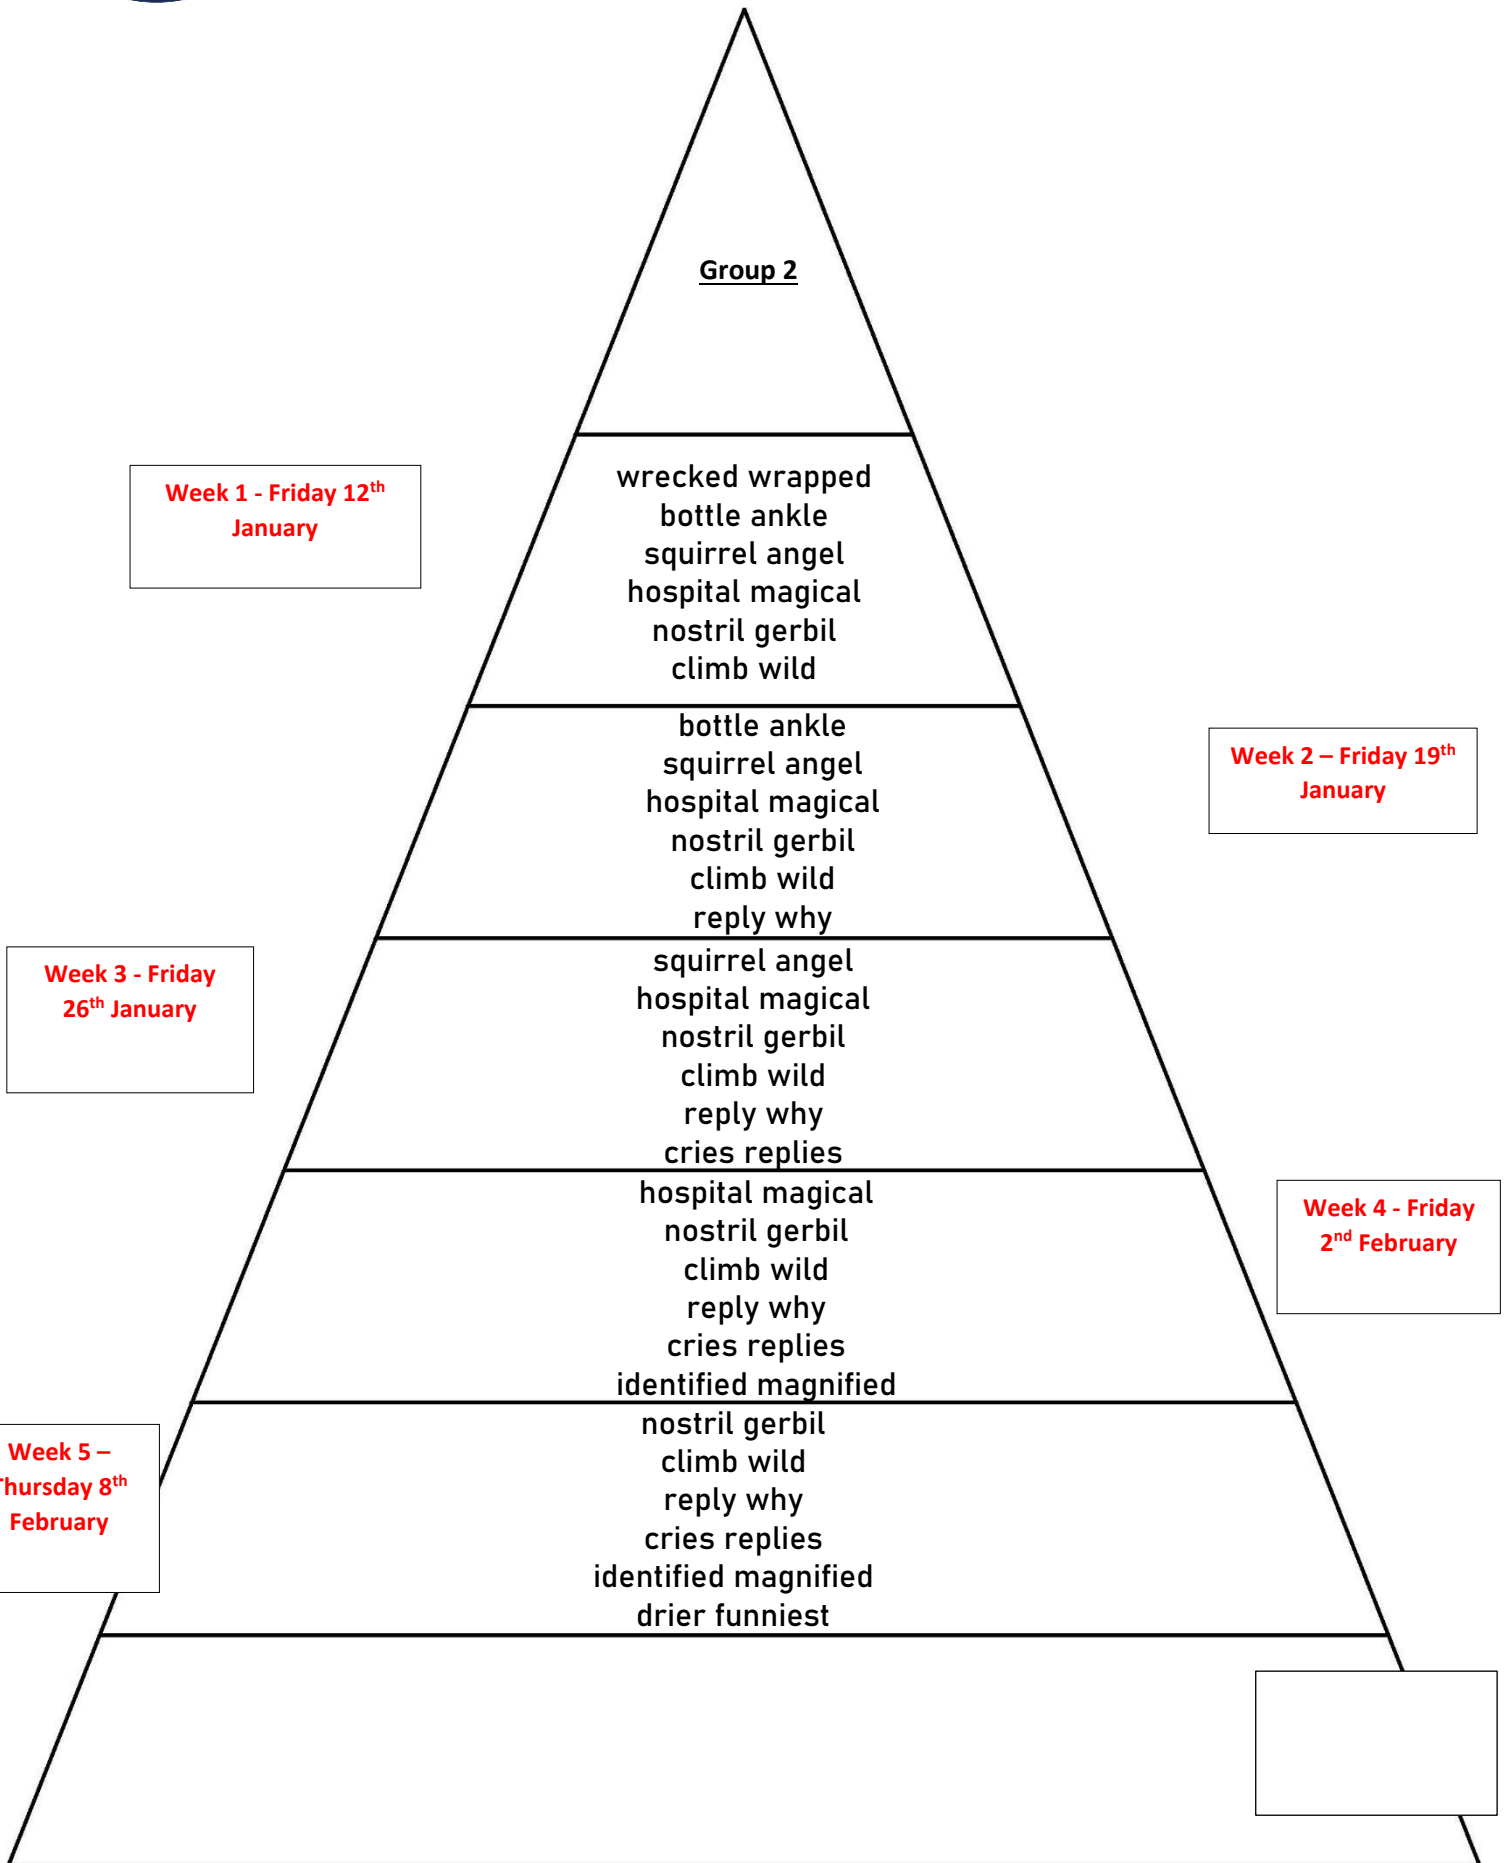 Group 2
Week 1 - Friday 12th
January
wrecked wrapped
bottle ankle
squirrel angel
hospital magical
nostril gerbil
climb wild
Week 2 – Friday 19th
January
bottle ankle
squirrel angel
hospital magical
nostril gerbil
climb wild
reply why
Week 3 - Friday
26th January
squirrel angel
hospital magical
nostril gerbil
climb wild
reply why
cries replies
Week 4 - Friday
2nd February
hospital magical
nostril gerbil
climb wild
reply why
cries replies
identified magnified
Week 5 –
Thursday 8th
February
nostril gerbil
climb wild
reply why
cries replies
identified magnified
drier funniest